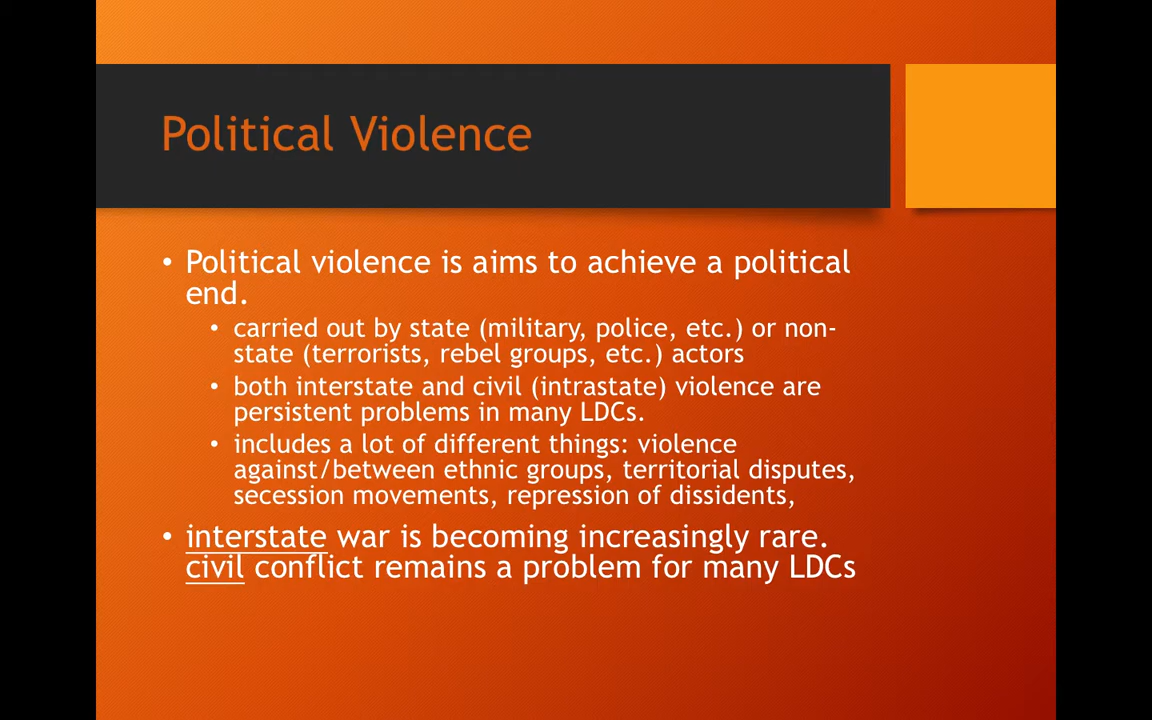 Political Violence
• Political violence is aims to achieve a political
end.
• carried out by state (military, police, etc.) or non-
state (terrorists, rebel groups, etc.) actors
• both interstate and civil (intrastate) violence are
persistent problems in many LDCs.
• includes a lot of different things: violence
against/between ethnic groups, territorial disputes,
secession movements, repression of dissidents,
• interstate war is becoming increasingly rare.
civil conflict remains a problem for many LDCs